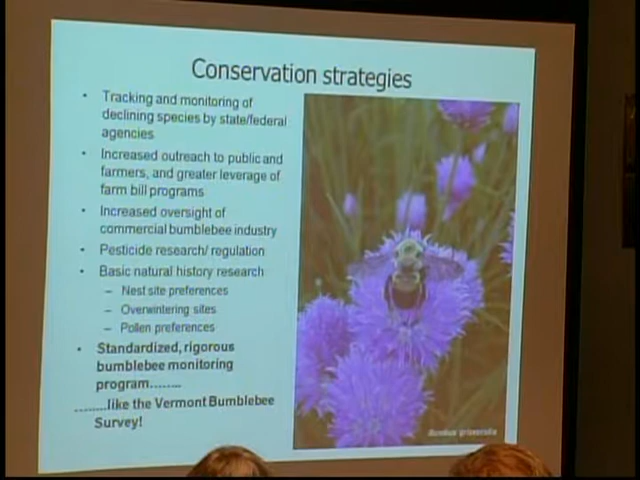 Conservation strategies
• Tracking and monitoring of
declining species by state/federal
agencies
• Increased outreach to public and
farmers, and greater leverage of
farm bill programs
• Increased oversight of
commercial bumblebee industry
• Pesticide research/ regulation
• Basic natural history research
– Nest site preferences
– Overwintering sites
– Pollen preferences
• Standardized, rigorous
bumblebee monitoring
program........
........like the Vermont Bumblebee
Survey!
Bombus griseocollis